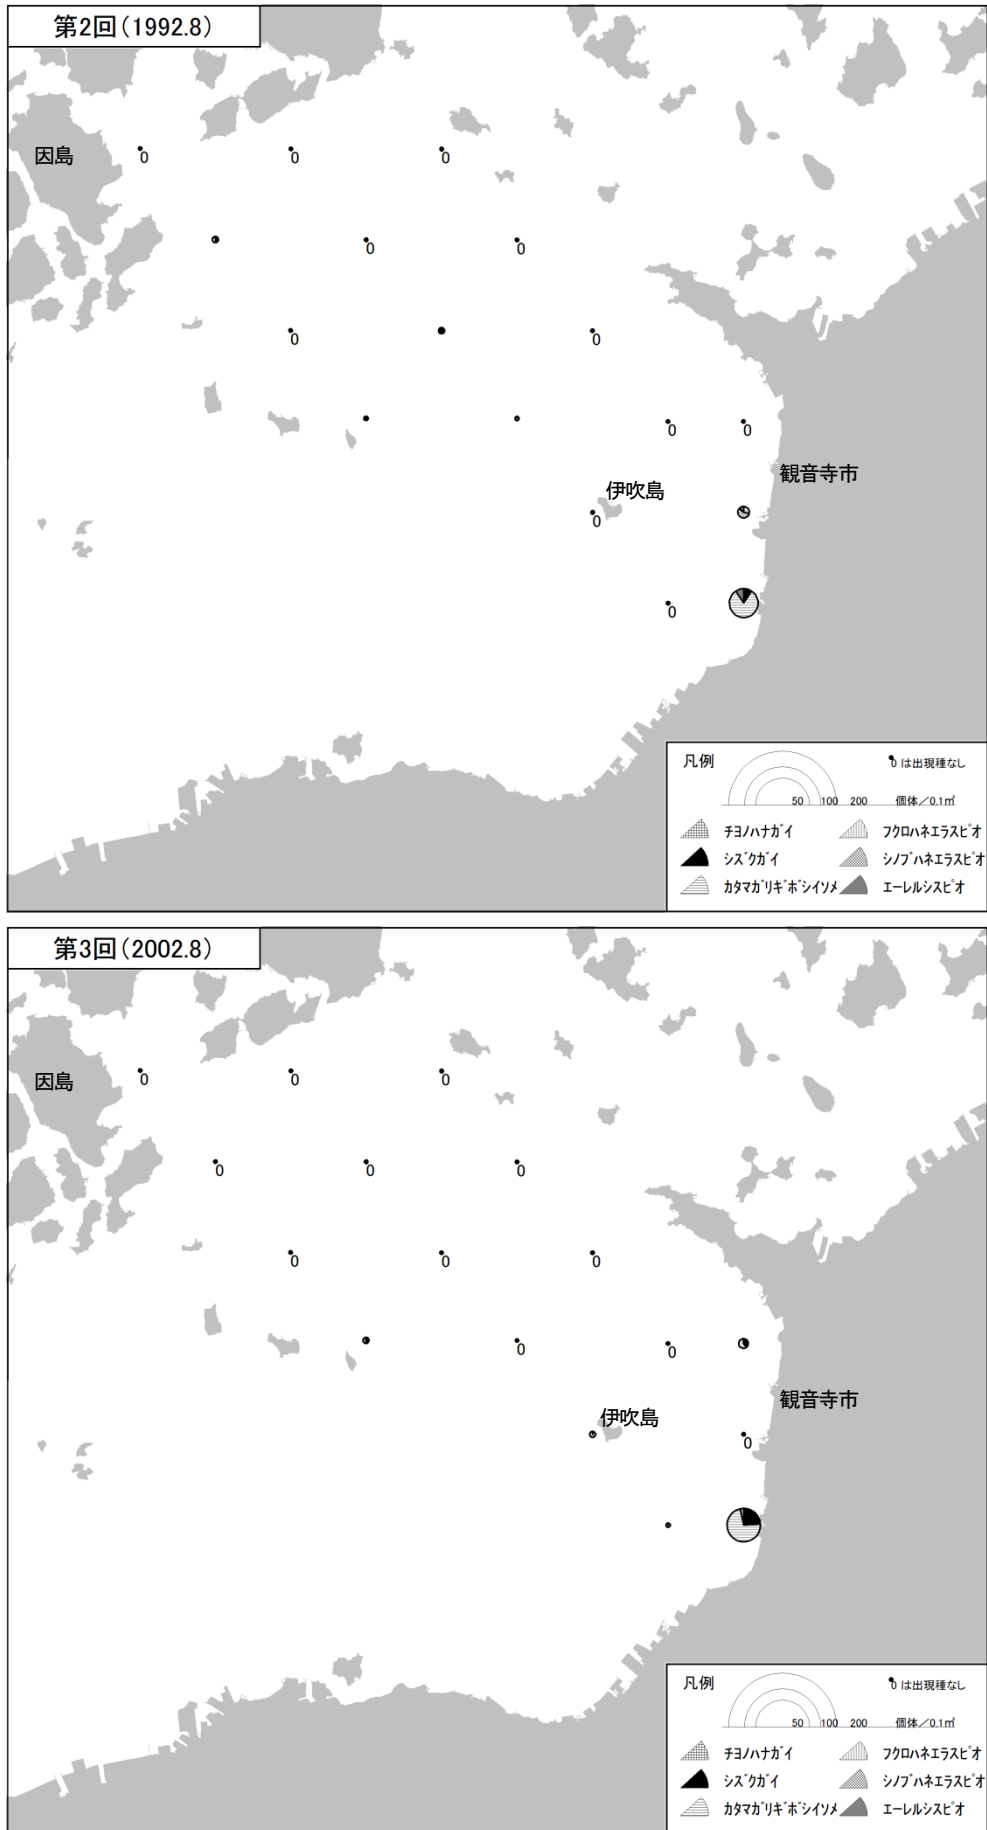 第2回(1992.8)
因島
0
0
0
0
0
0
0
0
0
観音寺市
伊吹島
0
0
凡例
0 は出現種なし
50 100 200 個体/0.1㎡
チヨノハナガイ フクロハネエラスピオ
シズクガイ シノブハネエラスピオ
カタマガリギボシイソメ エーレルシスピオ
第3回(2002.8)
因島
0
0
0
0
0
0
0
0
0
0
0
観音寺市
伊吹島
0
凡例
0 は出現種なし
50 100 200 個体/0.1㎡
チヨノハナガイ フクロハネエラスピオ
シズクガイ シノブハネエラスピオ
カタマガリギボシイソメ エーレルシスピオ